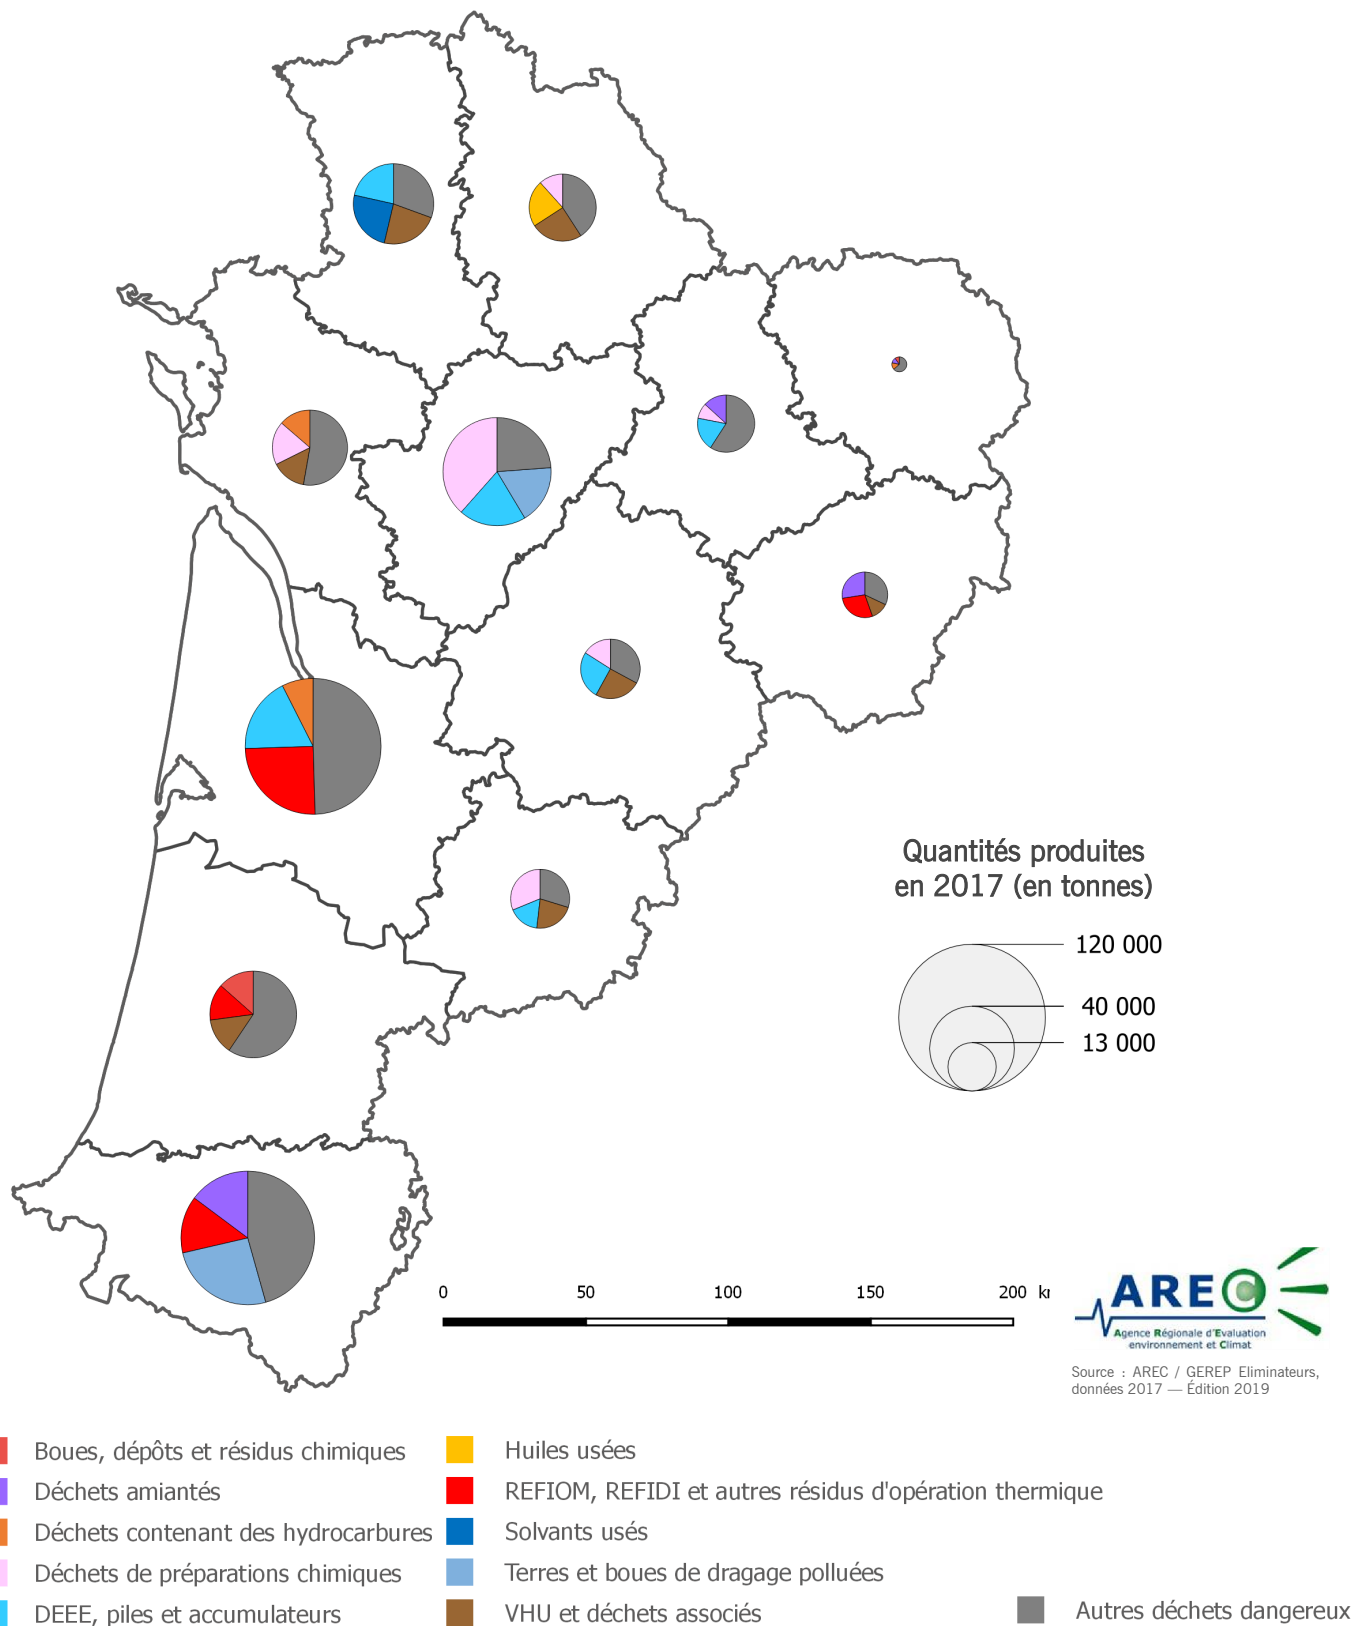 Quantités produites
en 2017 (en tonnes)
120 000
40 000
13 000
0 50 100 150 200
AREC
Agence Régionale d'Evaluation
environnement et Climat
Source : AREC / GEREP Eliminateurs,
données 2017 — Édition 2019
Boues, dépôts et résidus chimiques
Déchets amiantés
Déchets contenant des hydrocarbures
Déchets de préparations chimiques
DEEE, piles et accumulateurs
Huiles usées
REFIOM, REFIDI et autres résidus d'opération thermique
Solvants usés
Terres et boues de dragage polluées
VHU et déchets associés
Autres déchets dangereux